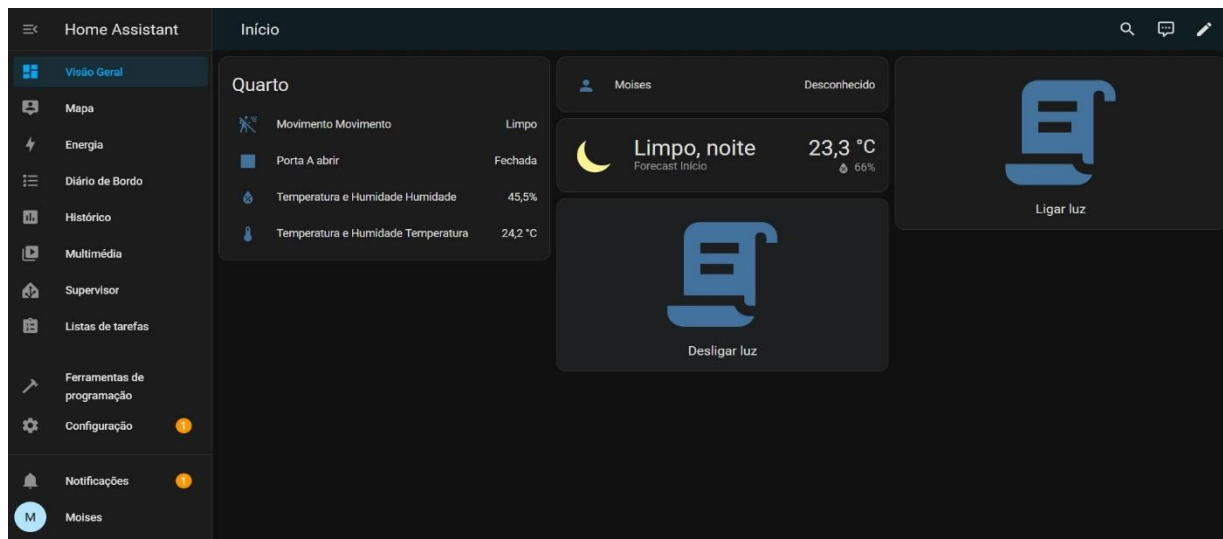 Home Assistant
Visão Geral
Mapa
Energia
Diário de Bordo
Histórico
Multimédia
Supervisor
Listas de tarefas
Ferramentas de
programação
Configuração 1
Notificações 1
M Moises
Início
Quarto
Movimento Movimento Limpo
Porta A abrir Fechada
Temperatura e Humidade Humidade 45,5%
Temperatura e Humidade Temperatura 24,2 °C
Moises Desconhecido
Limpo, noite 23,3 °C
Forecast Início 66%
Desligar luz
Ligar luz